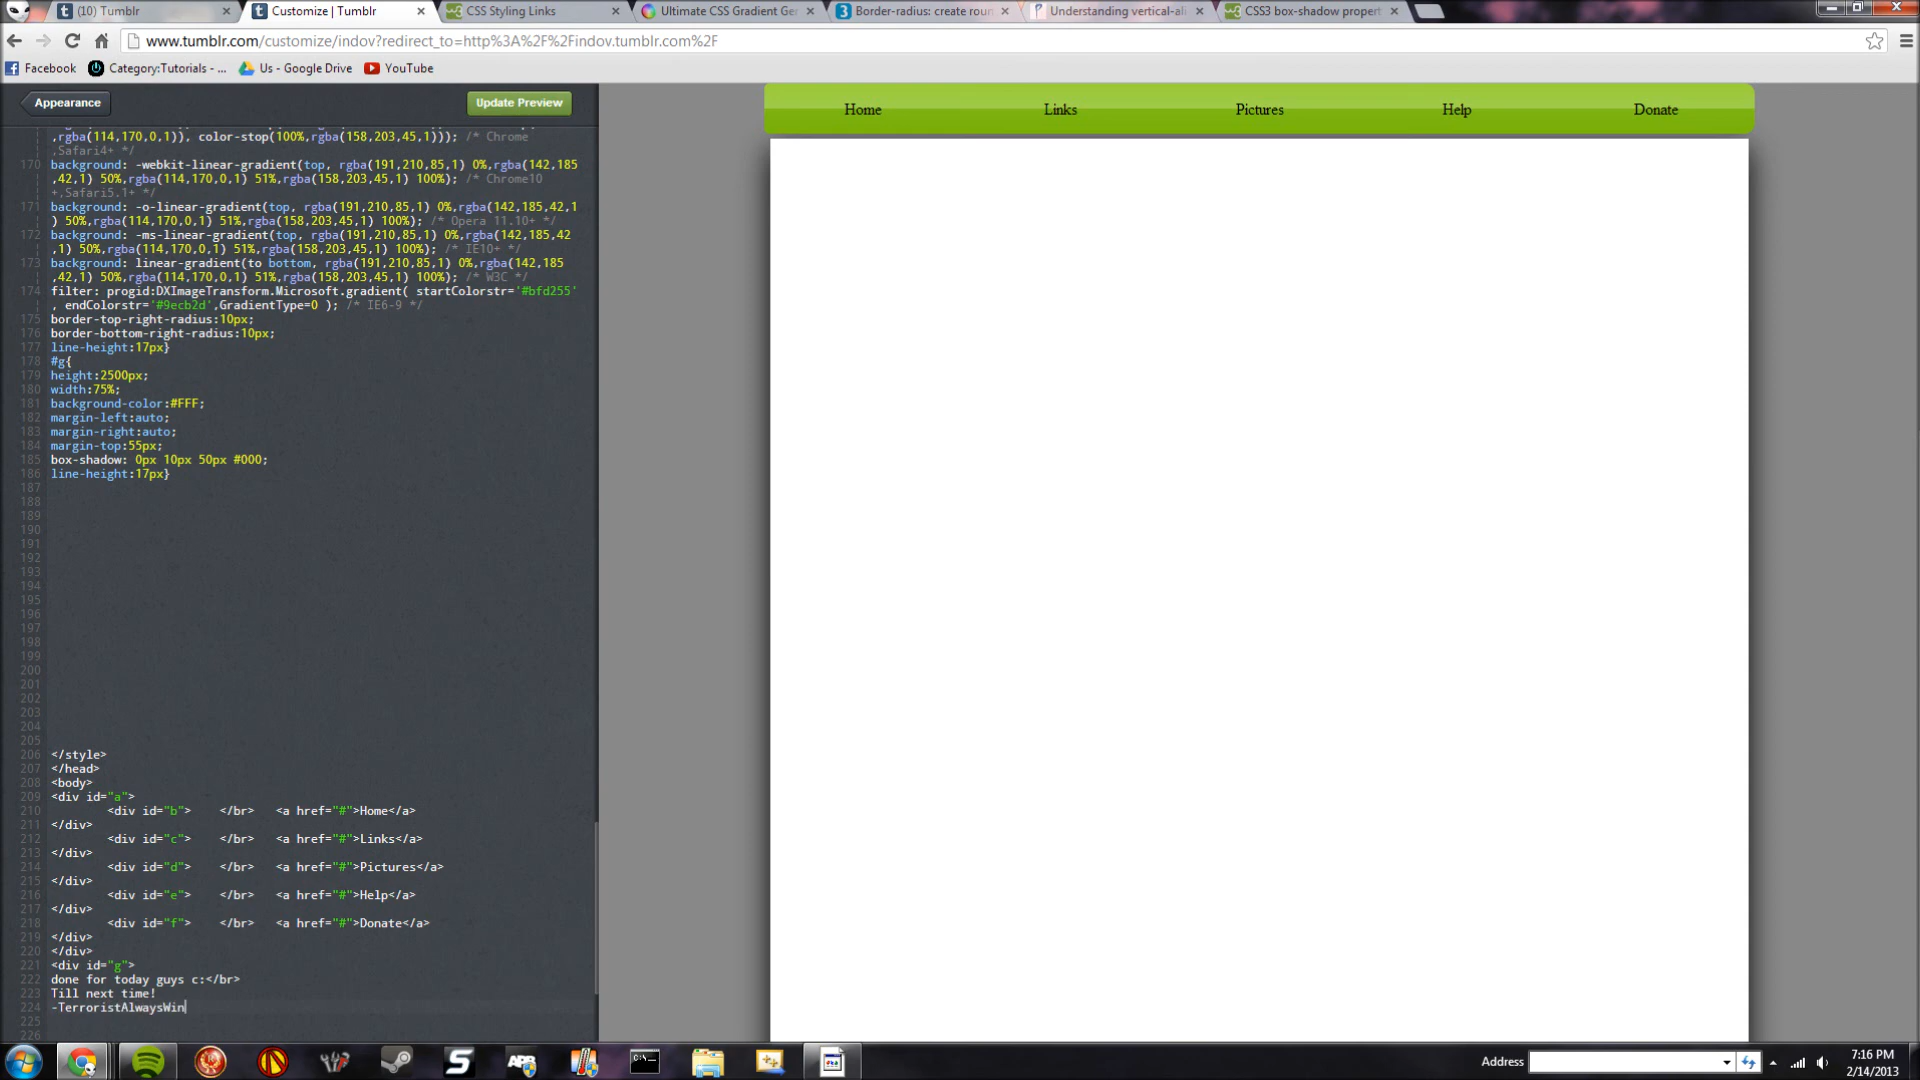 (10) Tumblr
Customize | Tumblr
CSS Styling Links
Ultimate CSS Gradient Ge
Border-radius: create roun
Understanding vertical-ali
CSS3 box-shadow propert
www.tumblr.com/customize/indov?redirect_to=http%3A%2F%2Findov.tumblr.com%2F
Facebook
Category:Tutorials - ...
Us - Google Drive
YouTube
Appearance
Update Preview
Home
Links
Pictures
Help
Donate
,rgba(114,170,0,1)), color-stop(100%,rgba(158,203,45,1))); /* Chrome
,Safari4+ */
170 background: -webkit-linear-gradient(top, rgba(191,210,85,1) 0%,rgba(142,185
,42,1) 50%,rgba(114,170,0,1) 51%,rgba(158,203,45,1) 100%); /* Chrome10
+,Safari5.1+ */
171 background: -o-linear-gradient(top, rgba(191,210,85,1) 0%,rgba(142,185,42,1
) 50%,rgba(114,170,0,1) 51%,rgba(158,203,45,1) 100%); /* Opera 11.10+ */
172 background: -ms-linear-gradient(top, rgba(191,210,85,1) 0%,rgba(142,185,42
,1) 50%,rgba(114,170,0,1) 51%,rgba(158,203,45,1) 100%); /* IE10+ */
173 background: linear-gradient(to bottom, rgba(191,210,85,1) 0%,rgba(142,185
,42,1) 50%,rgba(114,170,0,1) 51%,rgba(158,203,45,1) 100%); /* W3C */
174 filter: progid:DXImageTransform.Microsoft.gradient( startColorstr='#bfd255'
, endColorstr='#9ecb2d',GradientType=0 ); /* IE6-9 */
175 border-top-right-radius:10px;
176 border-bottom-right-radius:10px;
177 line-height:17px}
178 #g{
179 height:2500px;
180 width:75%;
181 background-color:#FFF;
182 margin-left:auto;
183 margin-right:auto;
184 margin-top:55px;
185 box-shadow: 0px 10px 50px #000;
186 line-height:17px}
187
188
189
190
191
192
193
194
195
196
197
198
199
200
201
202
203
204
205
206 </style>
207 </head>
208 <body>
209 <div id="a">
210 <div id="b"> </br> <a href="#">Home</a>
211 </div>
212 <div id="c"> </br> <a href="#">Links</a>
213 </div>
214 <div id="d"> </br> <a href="#">Pictures</a>
215 </div>
216 <div id="e"> </br> <a href="#">Help</a>
217 </div>
218 <div id="f"> </br> <a href="#">Donate</a>
219 </div>
220 </div>
221 <div id="g">
222 done for today guys c:</br>
223 Till next time!
224 -TerroristAlwaysWin
225
226
Address
7:16 PM
2/14/2013